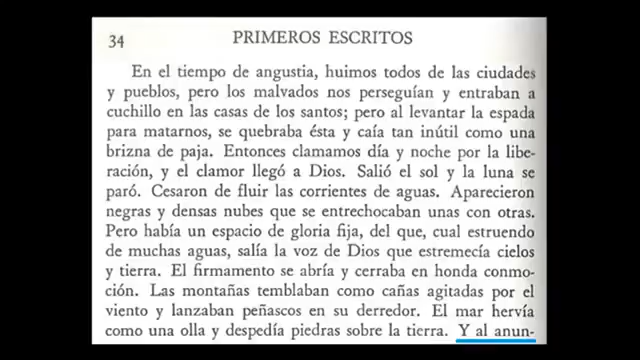 34
PRIMEROS ESCRITOS
En el tiempo de angustia, huimos todos de las ciudades
y pueblos, pero los malvados nos perseguían y entraban a
cuchillo en las casas de los santos; pero al levantar la espada
para matarnos, se quebraba ésta y caía tan inútil como una
brizna de paja. Entonces clamamos día y noche por la libe-
ración, y el clamor llegó a Dios. Salió el sol y la luna se
paró. Cesaron de fluir las corrientes de aguas. Aparecieron
negras y densas nubes que se entrechocaban unas con otras.
Pero había un espacio de gloria fija, del que, cual estruendo
de muchas aguas, salía la voz de Dios que estremecía cielos
y tierra. El firmamento se abría y cerraba en honda conmo-
ción. Las montañas temblaban como cañas agitadas por el
viento y lanzaban peñascos en su derredor. El mar hervía
como una olla y despedía piedras sobre la tierra. Y al anun-